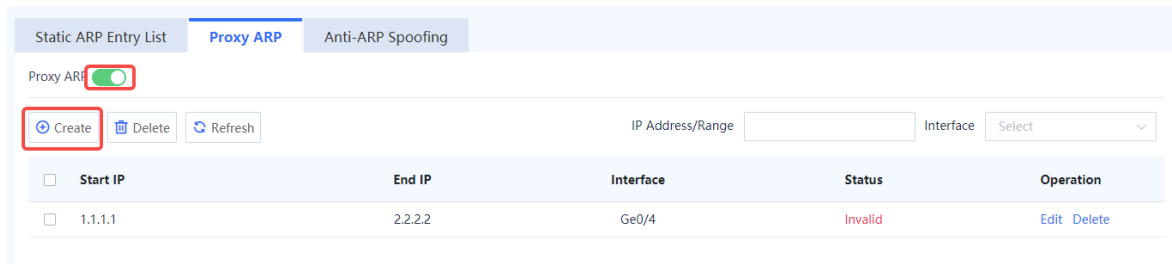 Static ARP Entry List Proxy ARP Anti-ARP Spoofing
Proxy ARP
Create Delete Refresh IP Address/Range Interface Select
Start IP End IP Interface Status Operation
1.1.1.1 2.2.2.2 Ge0/4 Invalid Edit Delete